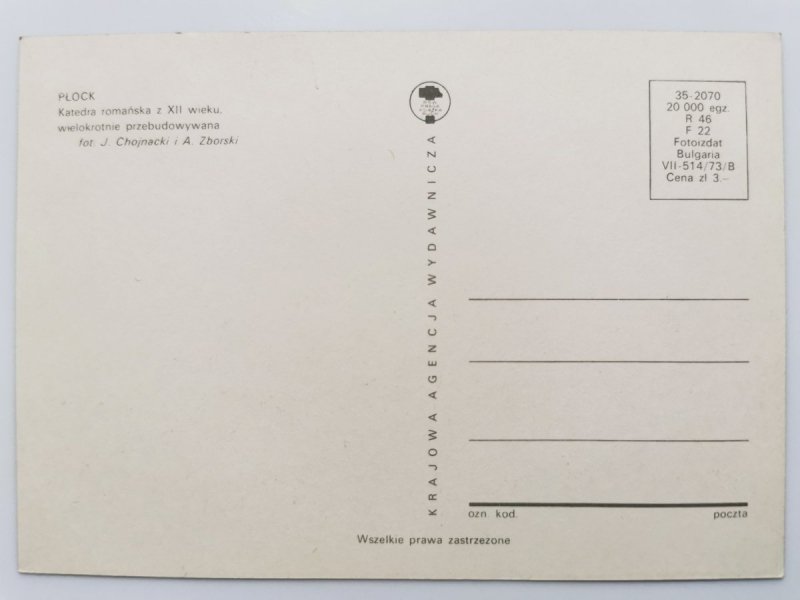 PŁOCK
Katedra romańska z XII wieku,
wielokrotnie przebudowywana
fot. J. Chojnacki i A. Zborski
KRAJOWA AGENCJA WYDAWNICZA
35-2070
20 000 egz.
R 46
F 22
Fotoizdat
Bulgaria
VII-514/73/B
Cena zł 3.–
ozn. kod.
poczta
Wszelkie prawa zastrzeżone